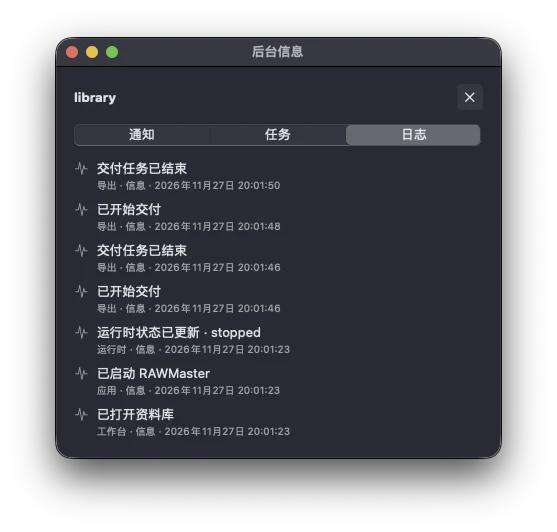 后台信息
library
通知 任务 日志
交付任务已结束
导出 · 信息 · 2026年11月27日 20:01:50
已开始交付
导出 · 信息 · 2026年11月27日 20:01:48
交付任务已结束
导出 · 信息 · 2026年11月27日 20:01:46
已开始交付
导出 · 信息 · 2026年11月27日 20:01:46
运行时状态已更新 · stopped
运行时 · 信息 · 2026年11月27日 20:01:23
已启动 RAWMaster
应用 · 信息 · 2026年11月27日 20:01:23
已打开资料库
工作台 · 信息 · 2026年11月27日 20:01:23